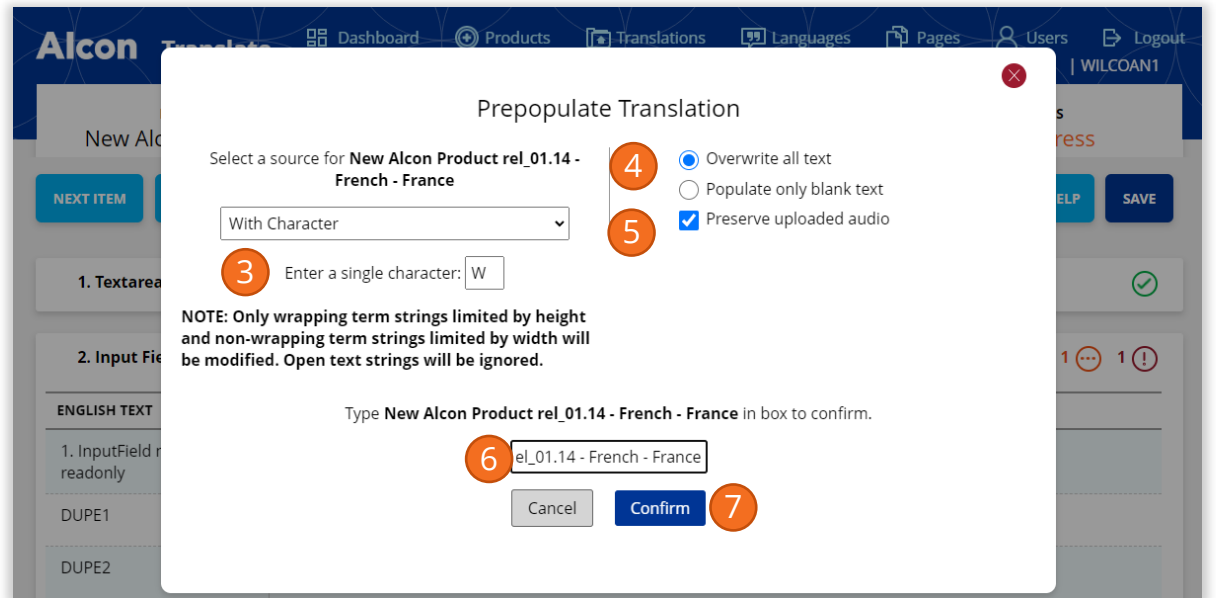 Alcon Translate
Dashboard
Products
Translations
Languages
Pages
Users
Logout
| WILCOAN1
Prepopulate Translation
New Alc
s
ress
Select a source for New Alcon Product rel_01.14 -
French - France
With Character
3
Enter a single character: W
NOTE: Only wrapping term strings limited by height
and non-wrapping term strings limited by width will
be modified. Open text strings will be ignored.
4
Overwrite all text
Populate only blank text
5
Preserve uploaded audio
NEXT ITEM
ELP
SAVE
1. Textarea
2. Input Fie
1
1
ENGLISH TEXT
1. InputField r
readonly
DUPE1
DUPE2
Type New Alcon Product rel_01.14 - French - France in box to confirm.
6
el_01.14 - French - France
Cancel
Confirm
7